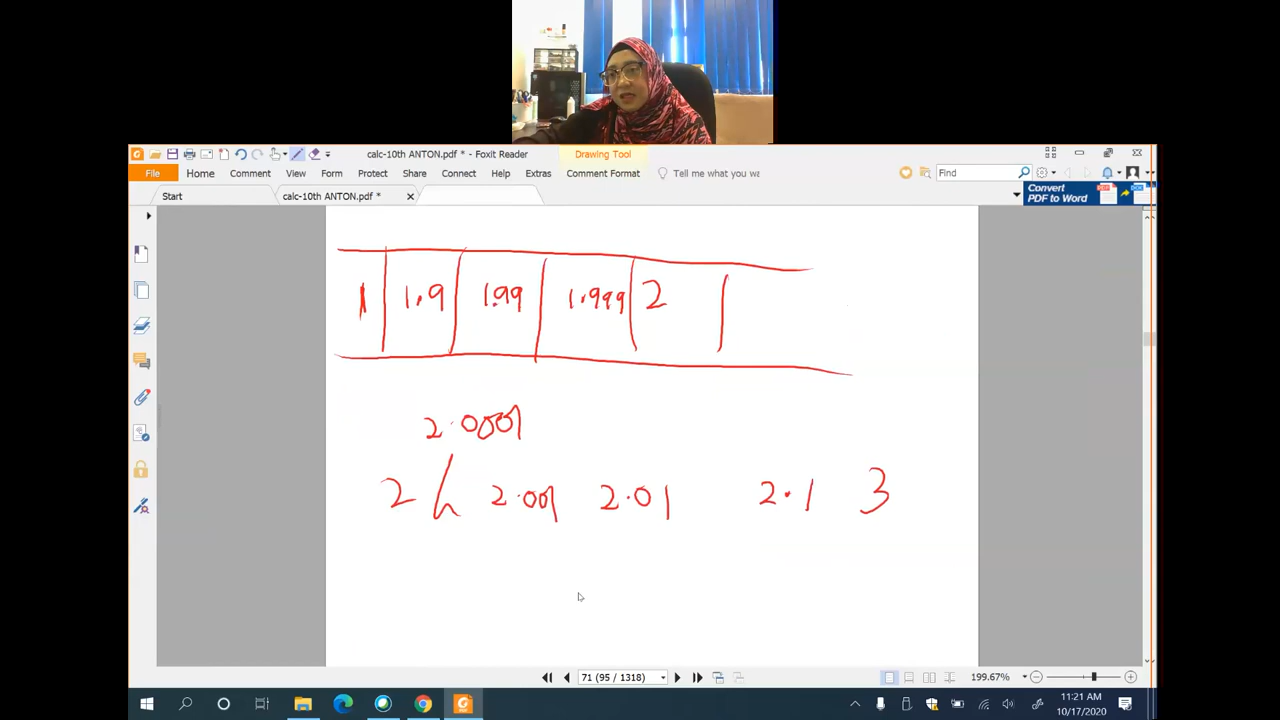 calc-10th ANTON.pdf * - Foxit Reader
Drawing Tool
File Home Comment View Form Protect Share Connect Help Extras Comment Format Tell me what you wa Find
Start calc-10th ANTON.pdf *
Convert
PDF to Word
1 1.9 1.99 1.999 2
2.0001
2 2.001 2.01 2.1 3
71 (95 / 1318) 199.67%
11:21 AM
10/17/2020